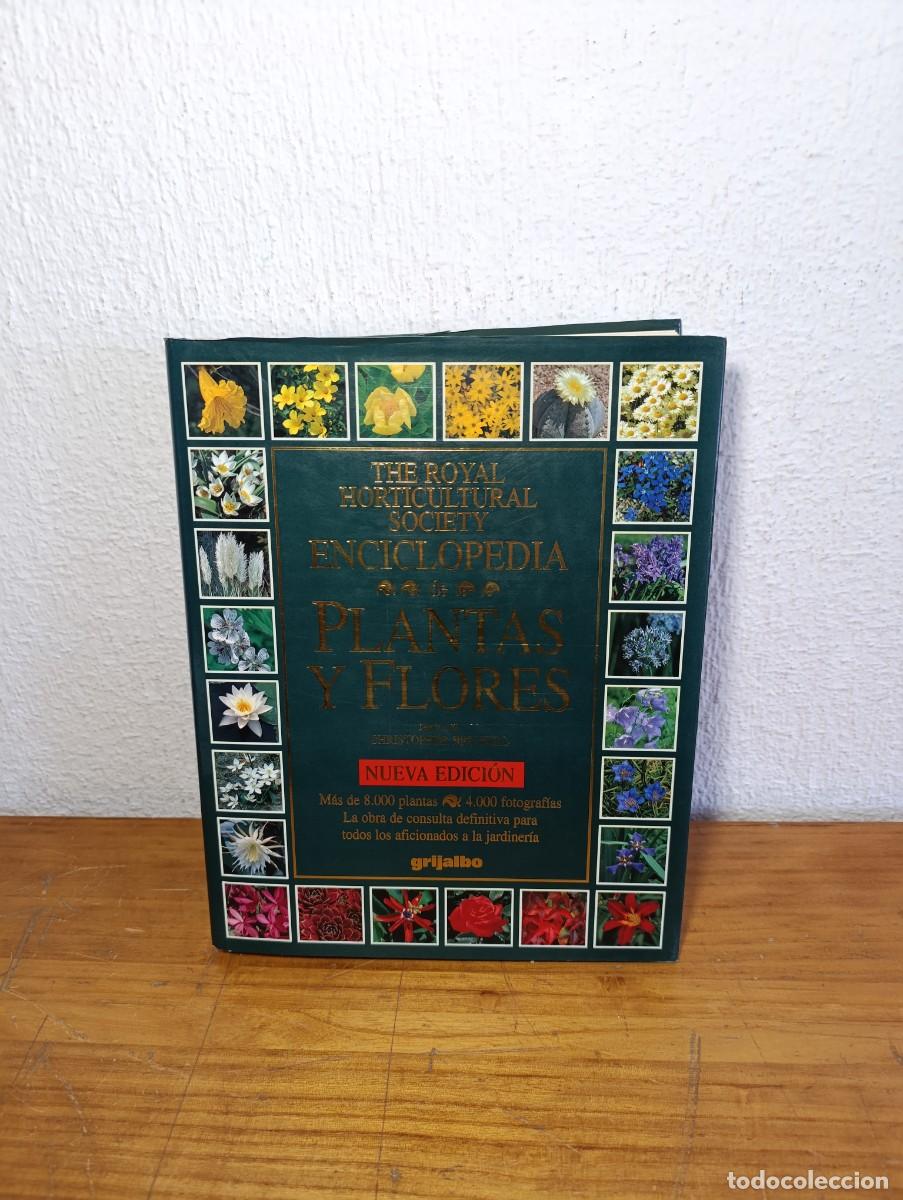 THE ROYAL
HORTICULTURAL
SOCIETY
ENCICLOPEDIA
de
PLANTAS
Y FLORES
NUEVA EDICIÓN
Más de 8.000 plantas 4.000 fotografías
La obra de consulta definitiva para
todos los aficionados a la jardinería
grijalbo
todocoleccion